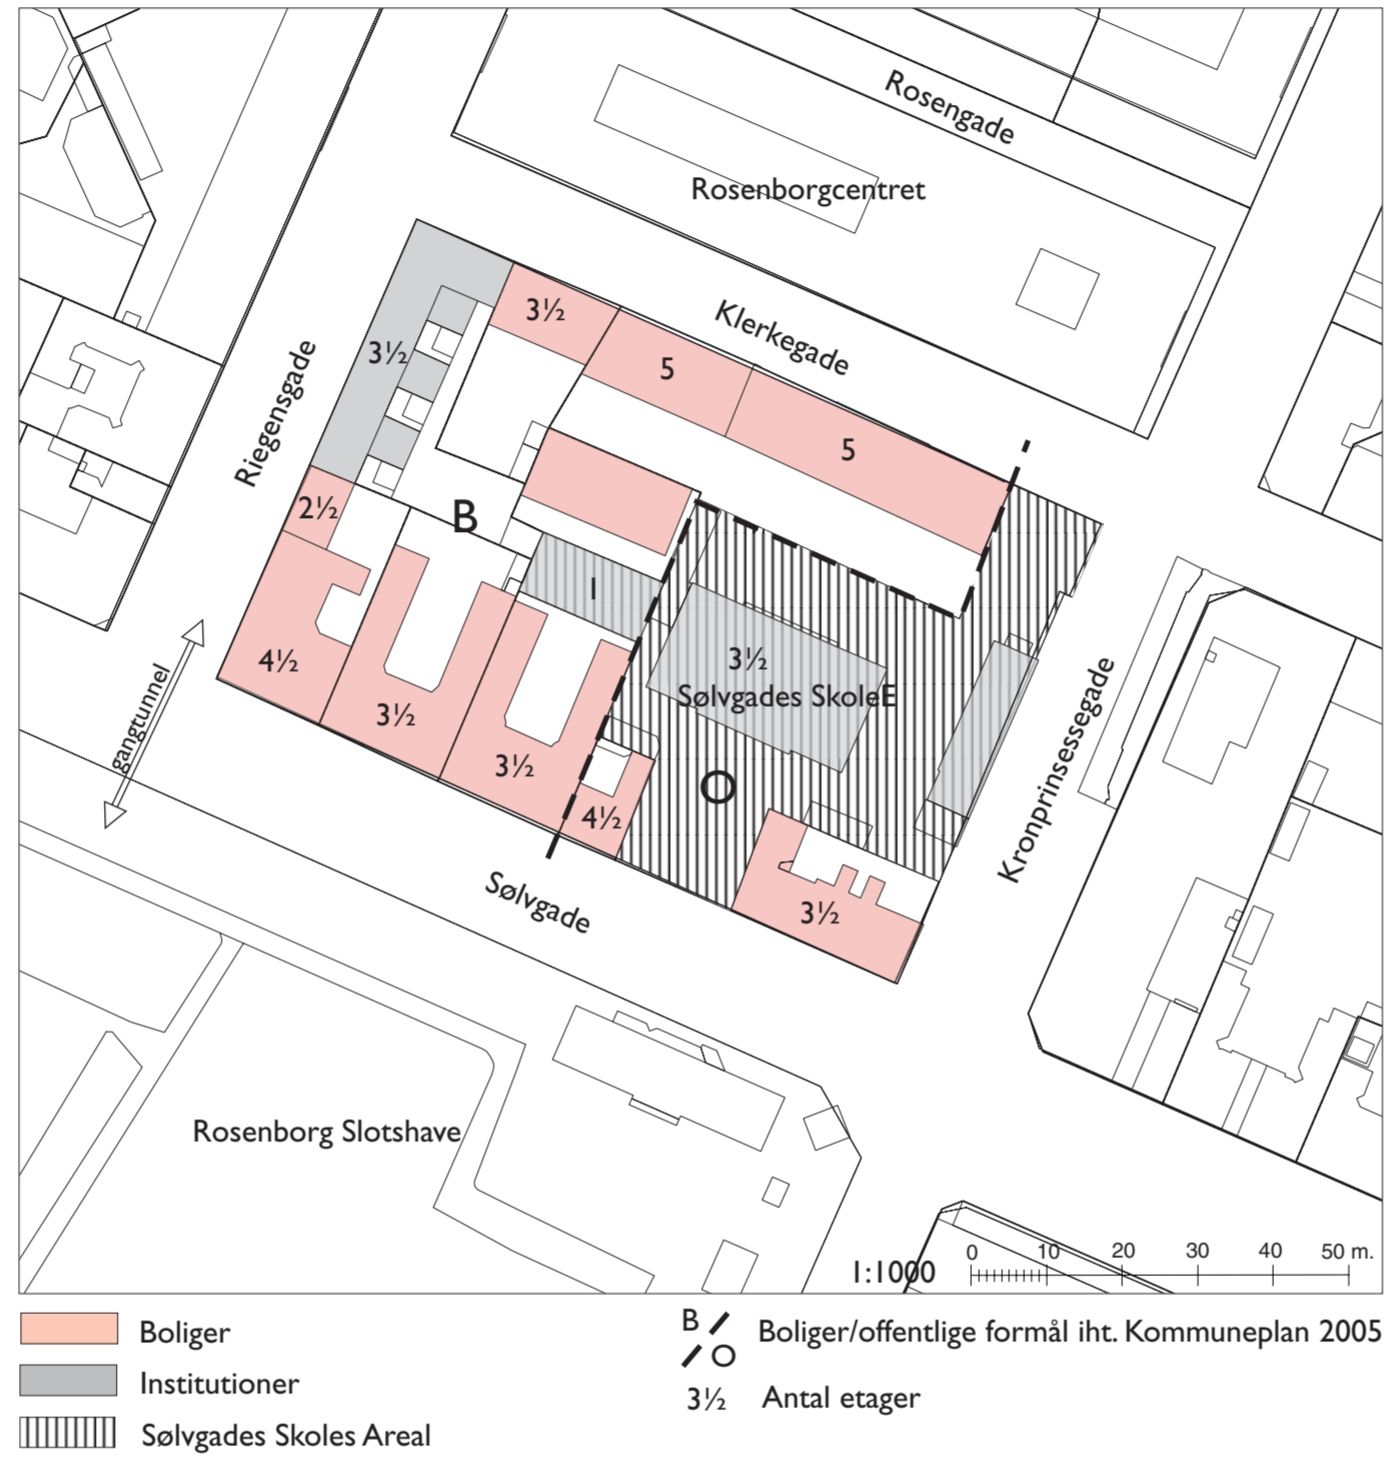 Rosengade
Rosenborgcentret
Klerkegade
3½
5
3½
5
Riegensgade
2½
B
I
4½
3½
Sølvgades SkoleE
gangtunnel
3½
3½
4½
O
Kronprinsessegade
Sølvgade
3½
Rosenborg Slotshave
1:1000
0 10 20 30 40 50 m.
Boliger
Institutioner
Sølvgades Skoles Areal
B
O
Boliger/offentlige formål iht. Kommuneplan 2005
3½ Antal etager